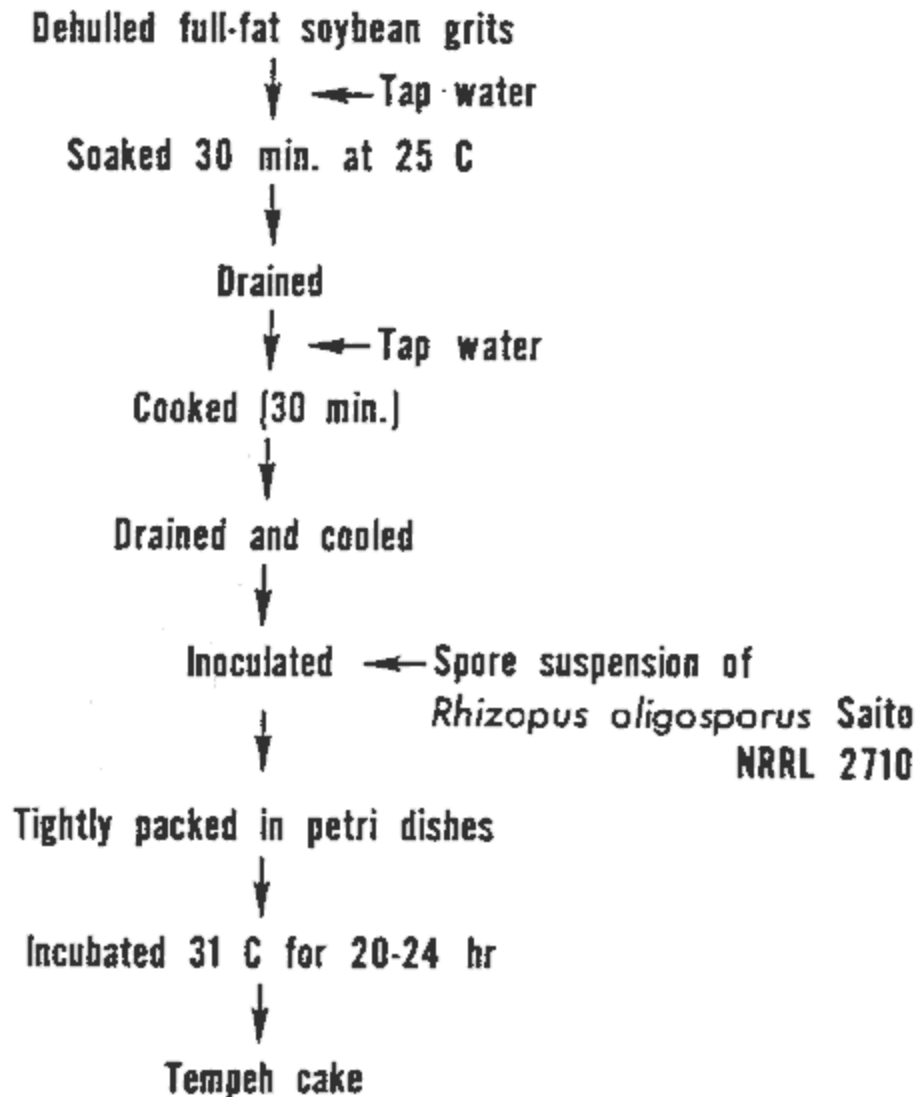 Dehulled full-fat soybean grits
Tap water
Soaked 30 min. at 25 C
Drained
Tap water
Cooked (30 min.)
Drained and cooled
Inoculated
Spore suspension of
Rhizopus oligosporus Saito
NRRL 2710
Tightly packed in petri dishes
Incubated 31 C for 20-24 hr
Tempeh cake